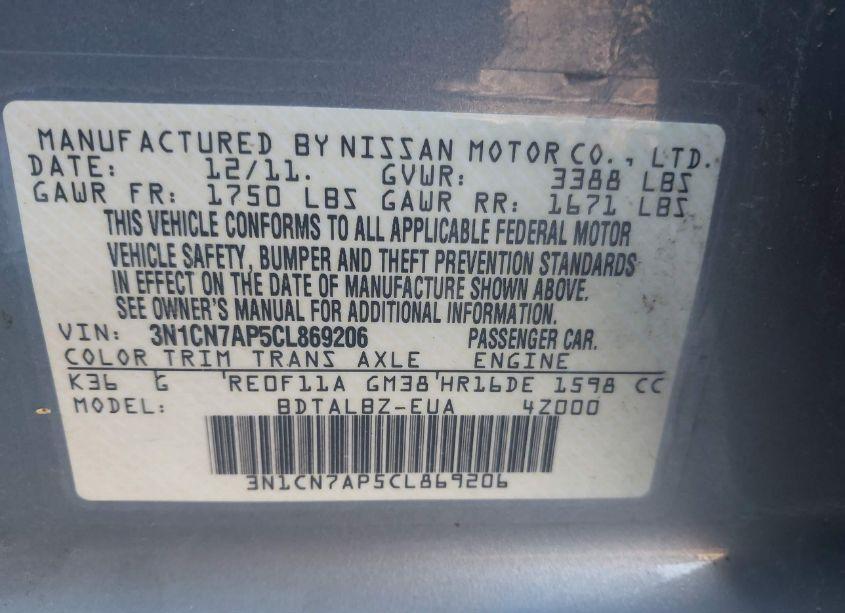 MANUFACTURED BY NISSAN MOTOR CO., LTD.
DATE: 12/11. GVWR: 3388 LBS
GAWR FR: 1750 LBS GAWR RR: 1671 LBS
THIS VEHICLE CONFORMS TO ALL APPLICABLE FEDERAL MOTOR
VEHICLE SAFETY, BUMPER AND THEFT PREVENTION STANDARDS
IN EFFECT ON THE DATE OF MANUFACTURE SHOWN ABOVE.
SEE OWNER'S MANUAL FOR ADDITIONAL INFORMATION.
VIN: 3N1CN7AP5CL869206 PASSENGER CAR.
COLOR TRIM TRANS AXLE ENGINE
K36 G RE0F11A GM38 HR16DE 1598 CC
MODEL: BDTALBZ-EUA 4Z000
3N1CN7AP5CL869206